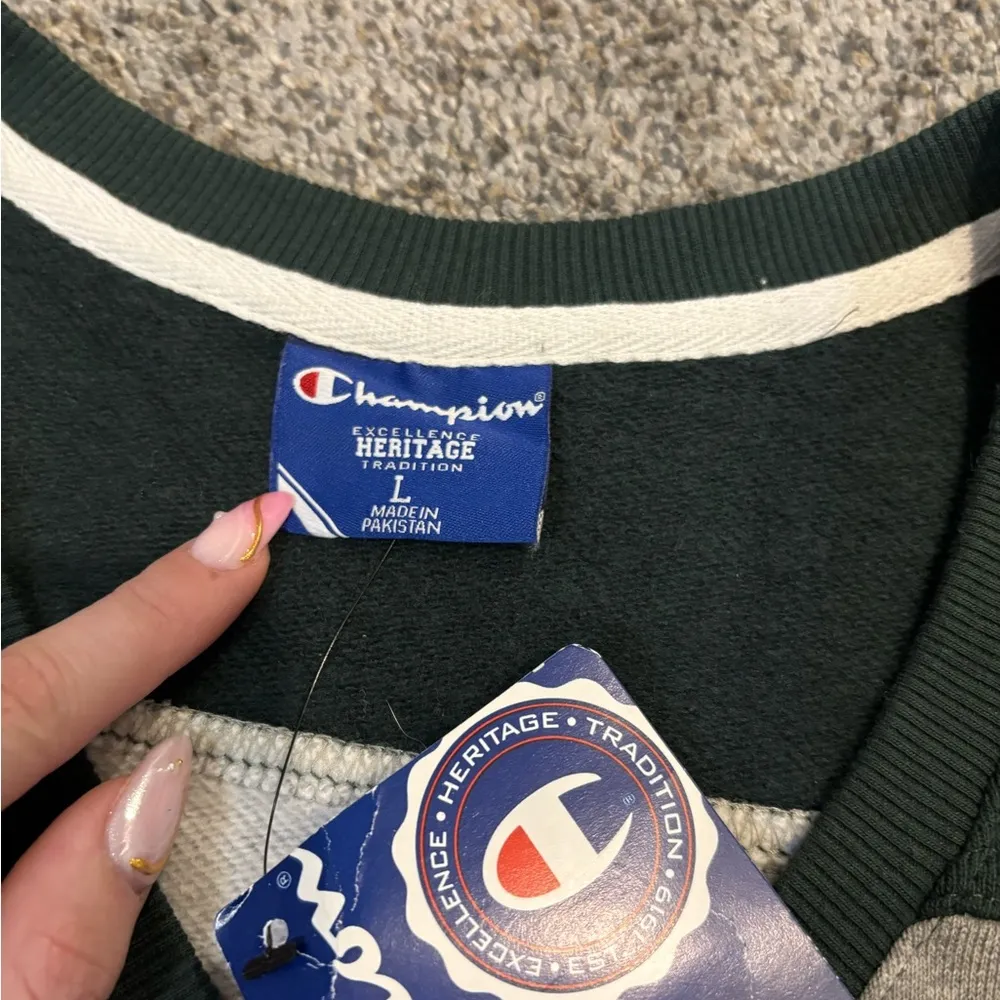 Champion®
EXCELLENCE
HERITAGE
TRADITION
L
MADE IN
PAKISTAN
EXCELLENCE • HERITAGE • TRADITION • EST. 1919 •
®
®